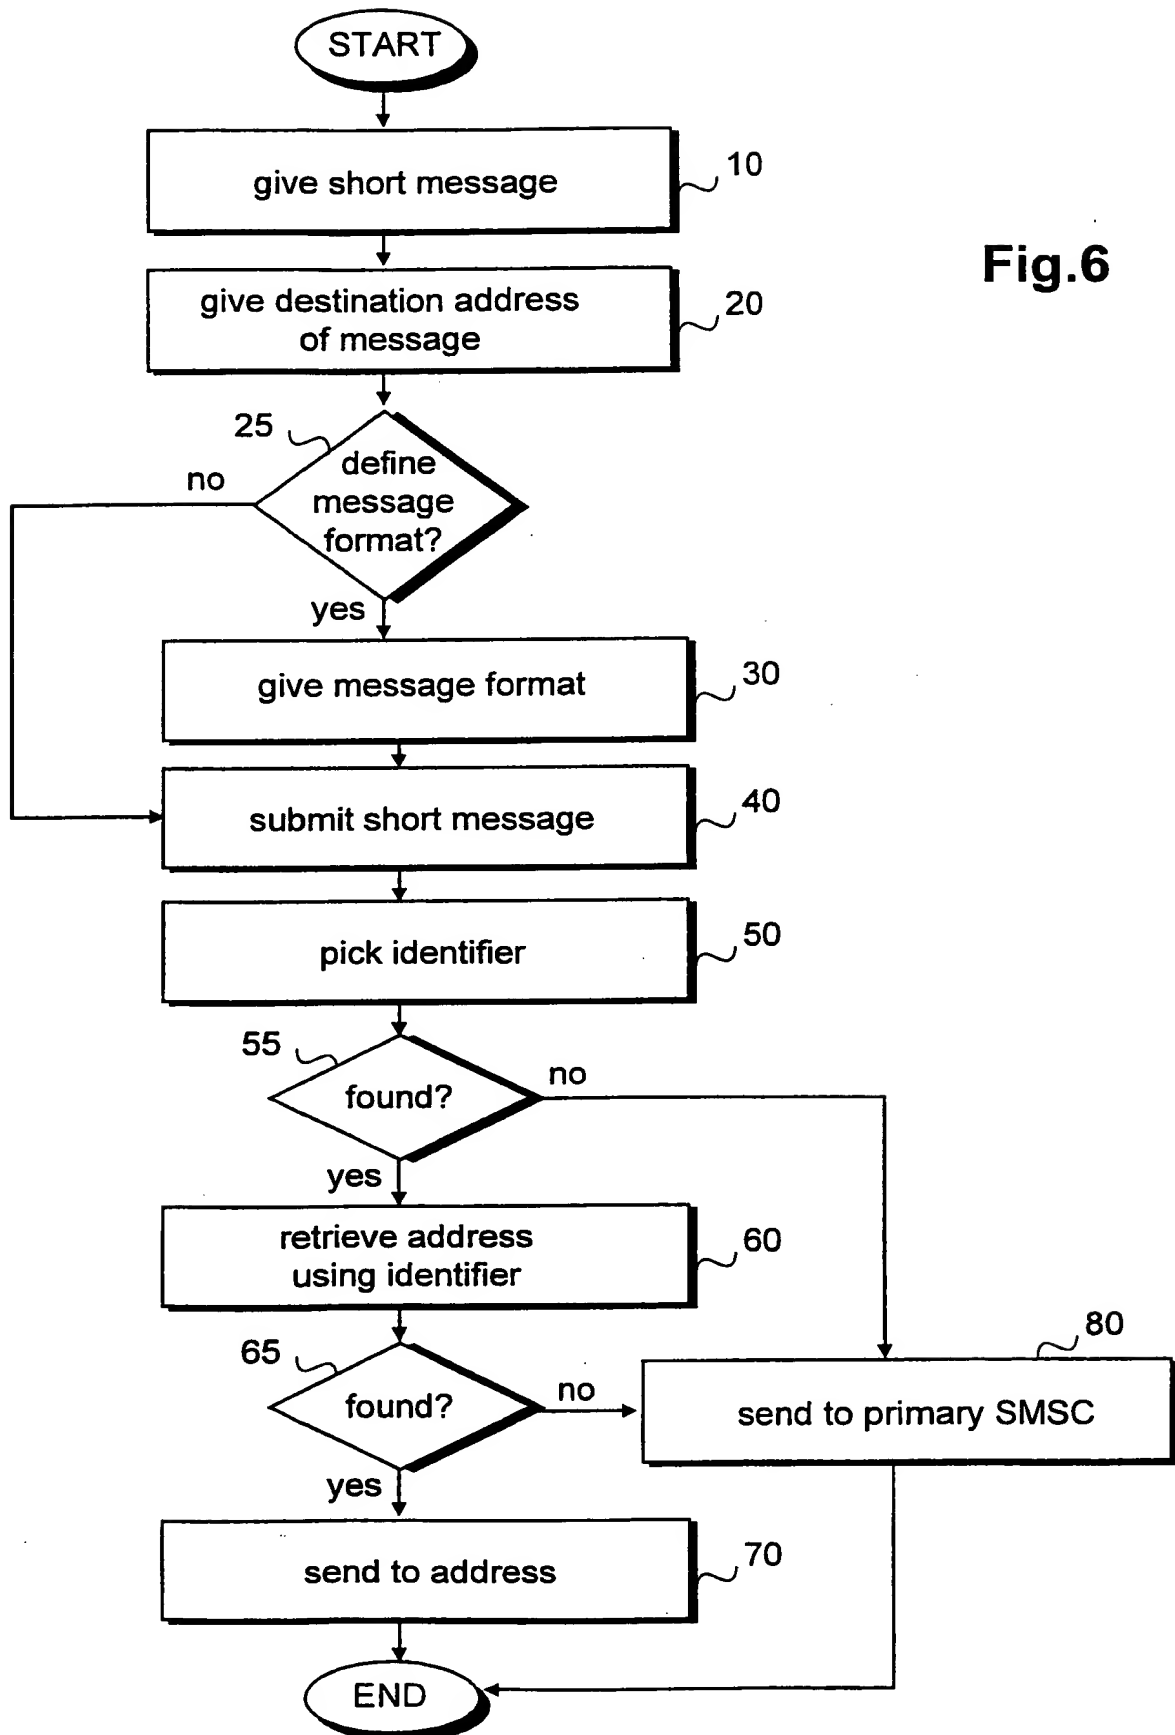 START
give short message
10
Fig.6
give destination address
of message
20
25
define
message
format?
no
yes
give message format
30
submit short message
40
pick identifier
50
55
found?
no
yes
retrieve address
using identifier
60
65
found?
no
80
send to primary SMSC
yes
send to address
70
END